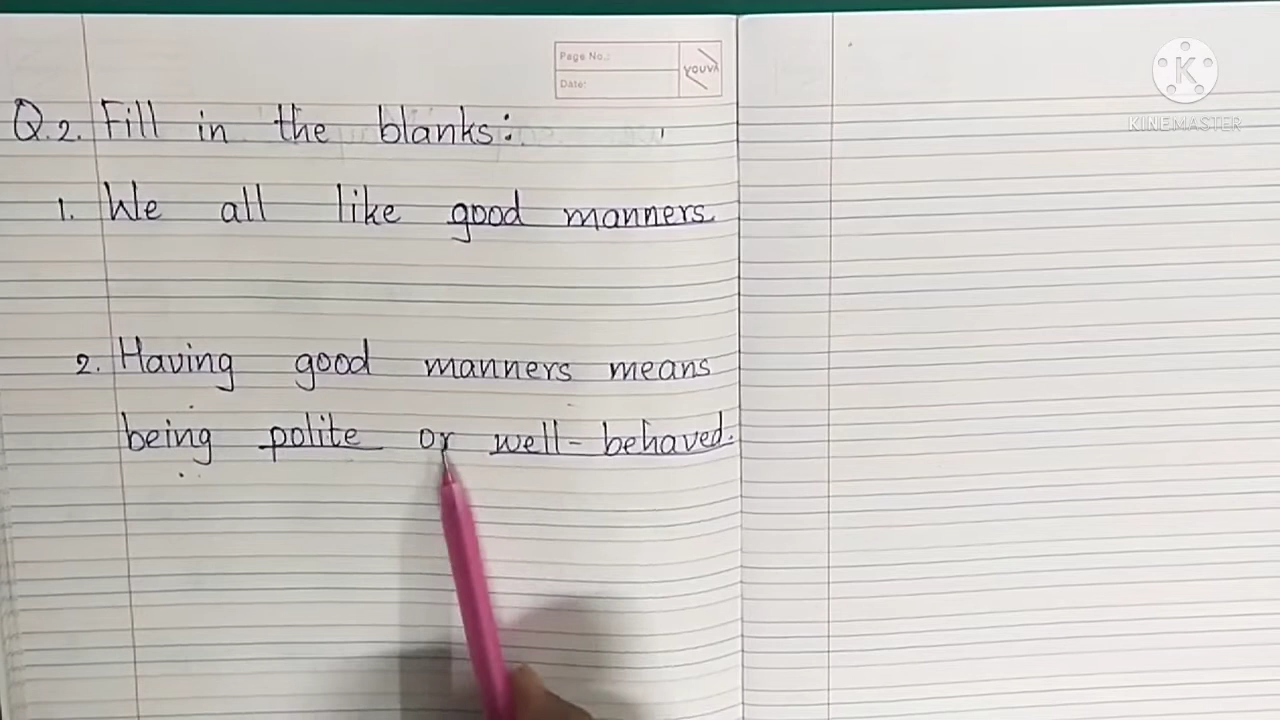 Page No.:
Date:
YOUVA
KINEMASTER
Q.2. Fill in the blanks:
1. We all like good manners.
2. Having good manners means
being polite or well-behaved.